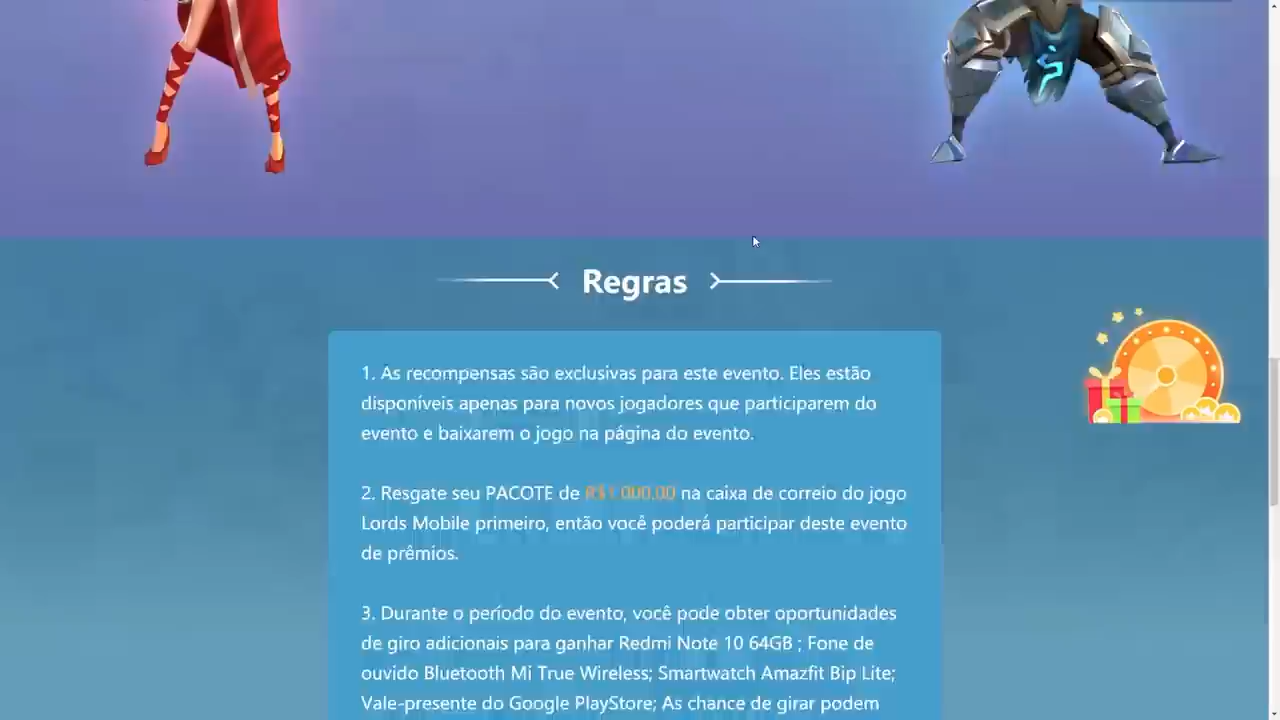 Regras
1. As recompensas são exclusivas para este evento. Eles estão
disponíveis apenas para novos jogadores que participarem do
evento e baixarem o jogo na página do evento.
2. Resgate seu PACOTE de R$1.000,00 na caixa de correio do jogo
Lords Mobile primeiro, então você poderá participar deste evento
de prêmios.
3. Durante o período do evento, você pode obter oportunidades
de giro adicionais para ganhar Redmi Note 10 64GB ; Fone de
ouvido Bluetooth Mi True Wireless; Smartwatch Amazfit Bip Lite;
Vale-presente do Google PlayStore; As chance de girar podem